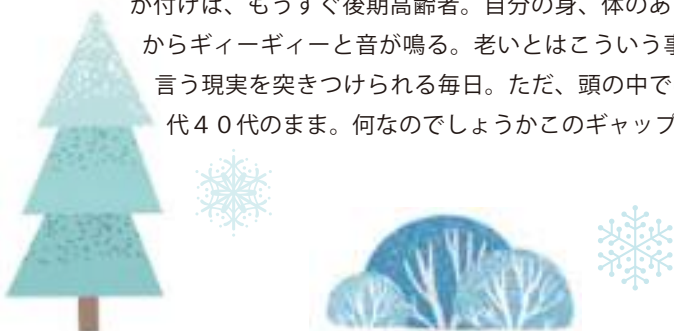 が付けば、もうすぐ後期高齢者。自分の身、体のあ
からギィーギィーと音が鳴る。老いとはこういう事
言う現実を突きつけられる毎日。ただ、頭の中で
代４０代のまま。何なのでしょうかこのギャップ